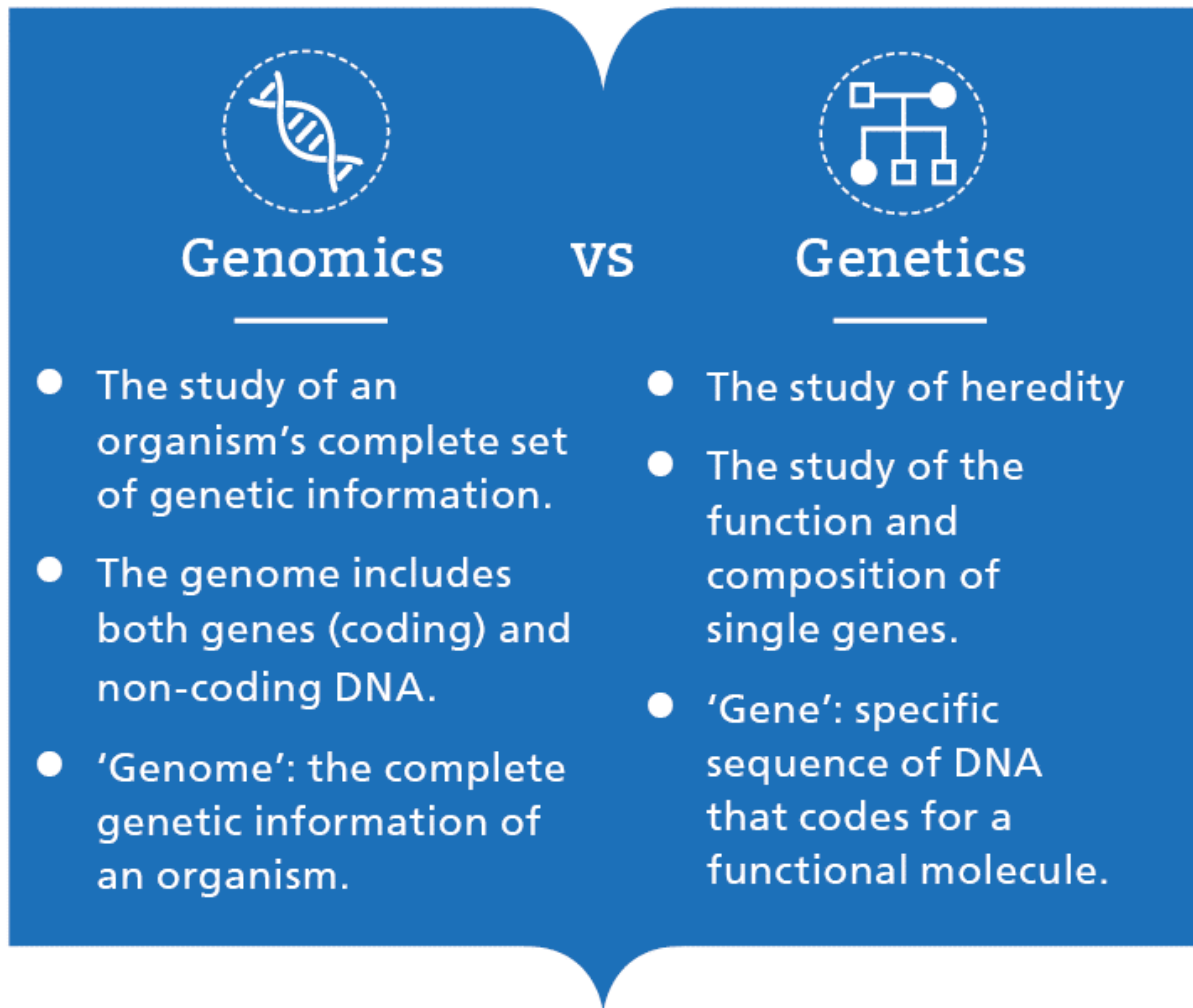 Genomics vs Genetics
● The study of an
organism’s complete set
of genetic information.
● The genome includes
both genes (coding) and
non-coding DNA.
● ‘Genome’: the complete
genetic information of
an organism.
● The study of heredity
● The study of the
function and
composition of
single genes.
● ‘Gene’: specific
sequence of DNA
that codes for a
functional molecule.